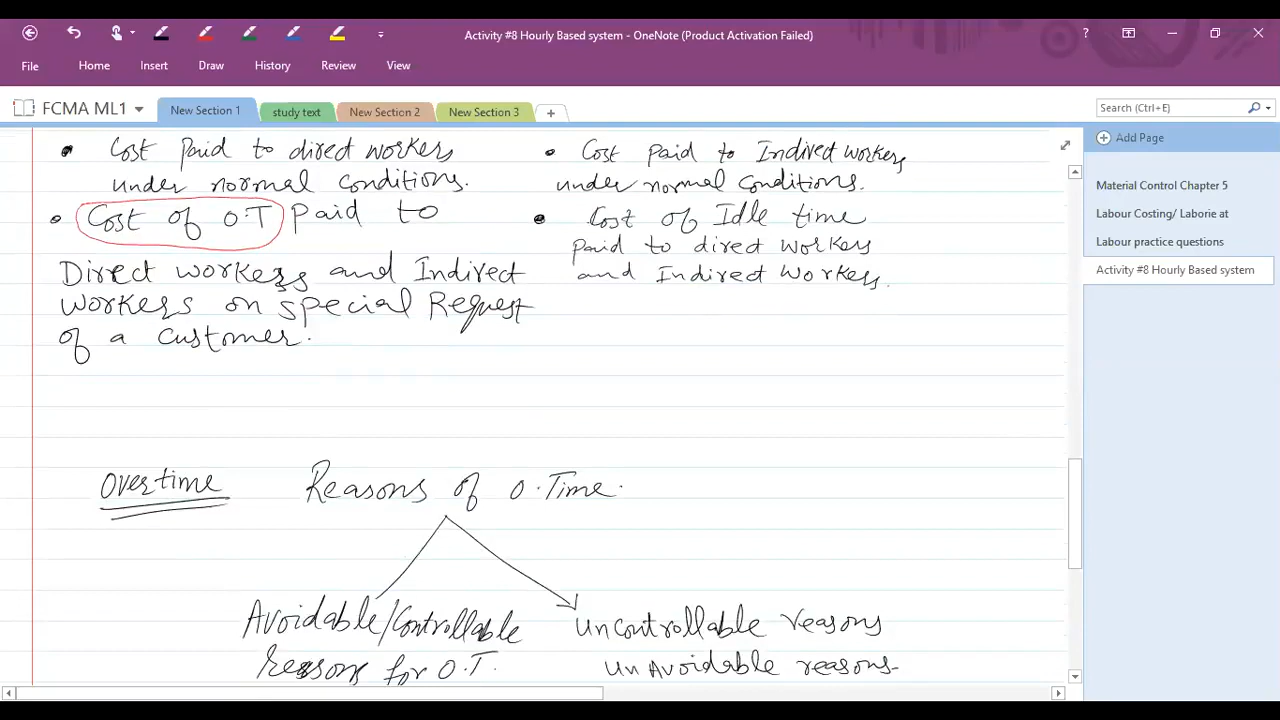 Activity #8 Hourly Based system - OneNote (Product Activation Failed)
?
File
Home
Insert
Draw
History
Review
View
FCMA ML1
New Section 1
study text
New Section 2
New Section 3
+
Search (Ctrl+E)
Add Page
Material Control Chapter 5
Labour Costing/ Laborie at
Labour practice questions
Activity #8 Hourly Based system
• Cost Paid to direct workers
under normal Conditions.
• Cost of O.T Paid to
Direct workers and Indirect
workers on special Request
of a customer.
• Cost Paid to Indirect workers
under normal Conditions.
• Cost of Idle time
Paid to direct workers
and Indirect Workers.
Overtime Reasons of O.Time.
Avoidable/Controllable
Reasons for O.T.
Uncontrollable reasons
UnAvoidable reasons